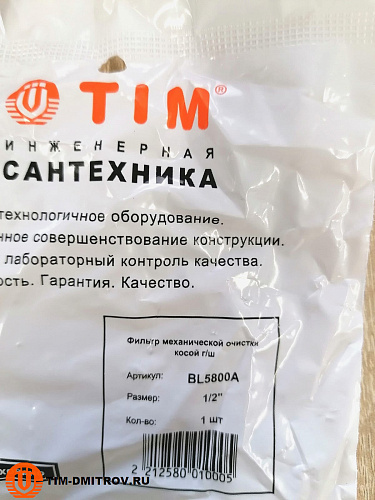 TIM®
ИНЖЕНЕРНАЯ
САНТЕХНИКА
технологичное оборудование.
нное совершенствование конструкции.
лабораторный контроль качества.
ость. Гарантия. Качество.
Фильтр механической очистки
косой г/ш
Артикул: BL5800A
Размер: 1/2"
Кол-во: 1 шт
2 212580 010005
TIM-DMITROV.RU